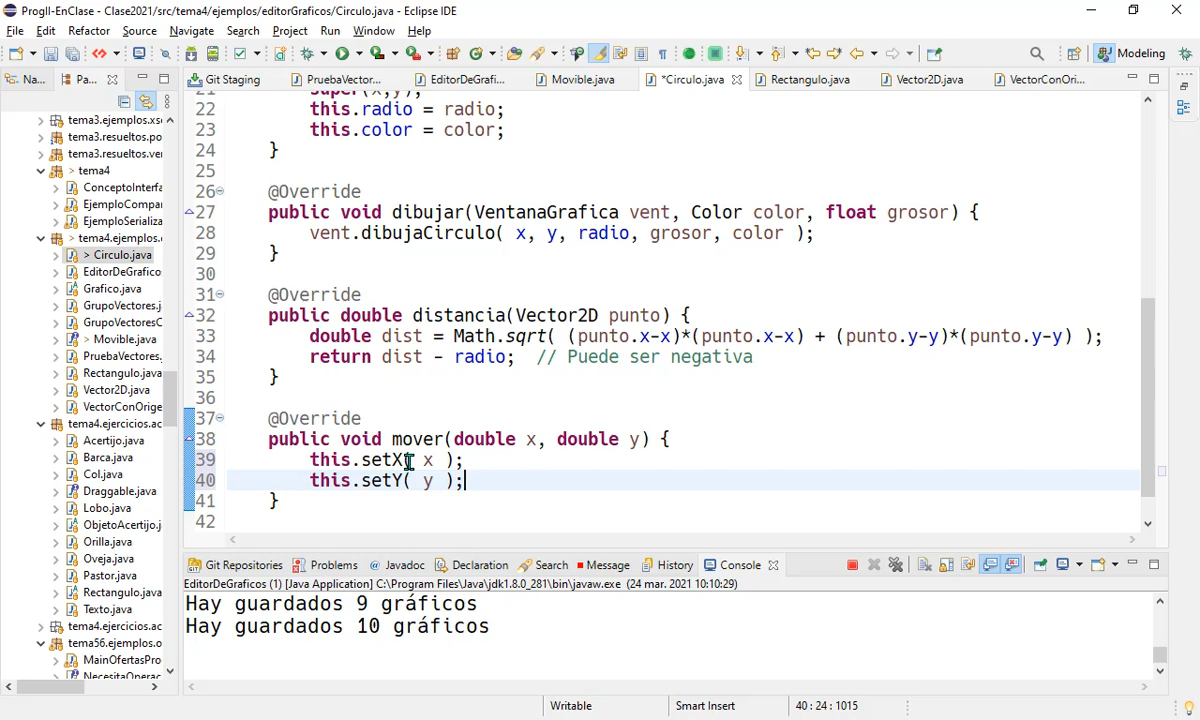 ProgII-EnClase - Clase2021/src/tema4/ejemplos/editorGraficos/Circulo.java - Eclipse IDE
File Edit Refactor Source Navigate Search Project Run Window Help
Modeling
Na... Pa... Git Staging PruebaVector... EditorDeGrafi... Movible.java *Circulo.java Rectangulo.java Vector2D.java VectorConOri...
tema3.ejemplos.xs
tema3.resueltos.po
tema3.resueltos.ve
> tema4
ConceptoInterfa
EjemploCompa
EjemploSerializa
> tema4.ejemplos.
> Circulo.java
EditorDeGrafico
Grafico.java
GrupoVectores.j
GrupoVectoresC
> Movible.java
PruebaVectores.
Rectangulo.java
Vector2D.java
VectorConOrige
tema4.ejercicios.ac
Acertijo.java
Barca.java
Col.java
Draggable.java
Lobo.java
ObjetoAcertijo.j
Orilla.java
Oveja.java
Pastor.java
Rectangulo.java
Texto.java
tema4.ejercicios.ac
tema56.ejemplos.o
MainOfertasPro
NecesitaOperac
21 super(x,y);
22 this.radio = radio;
23 this.color = color;
24 }
25
26 @Override
27 public void dibujar(VentanaGrafica vent, Color color, float grosor) {
28 vent.dibujaCirculo( x, y, radio, grosor, color );
29 }
30
31 @Override
32 public double distancia(Vector2D punto) {
33 double dist = Math.sqrt( (punto.x-x)*(punto.x-x) + (punto.y-y)*(punto.y-y) );
34 return dist - radio; // Puede ser negativa
35 }
36
37 @Override
38 public void mover(double x, double y) {
39 this.setX( x );
40 this.setY( y );
41 }
42
Git Repositories Problems Javadoc Declaration Search Message History Console
EditorDeGraficos (1) [Java Application] C:\Program Files\Java\jdk1.8.0_281\bin\javaw.exe (24 mar. 2021 10:10:29)
Hay guardados 9 gráficos
Hay guardados 10 gráficos
Writable Smart Insert 40 : 24 : 1015